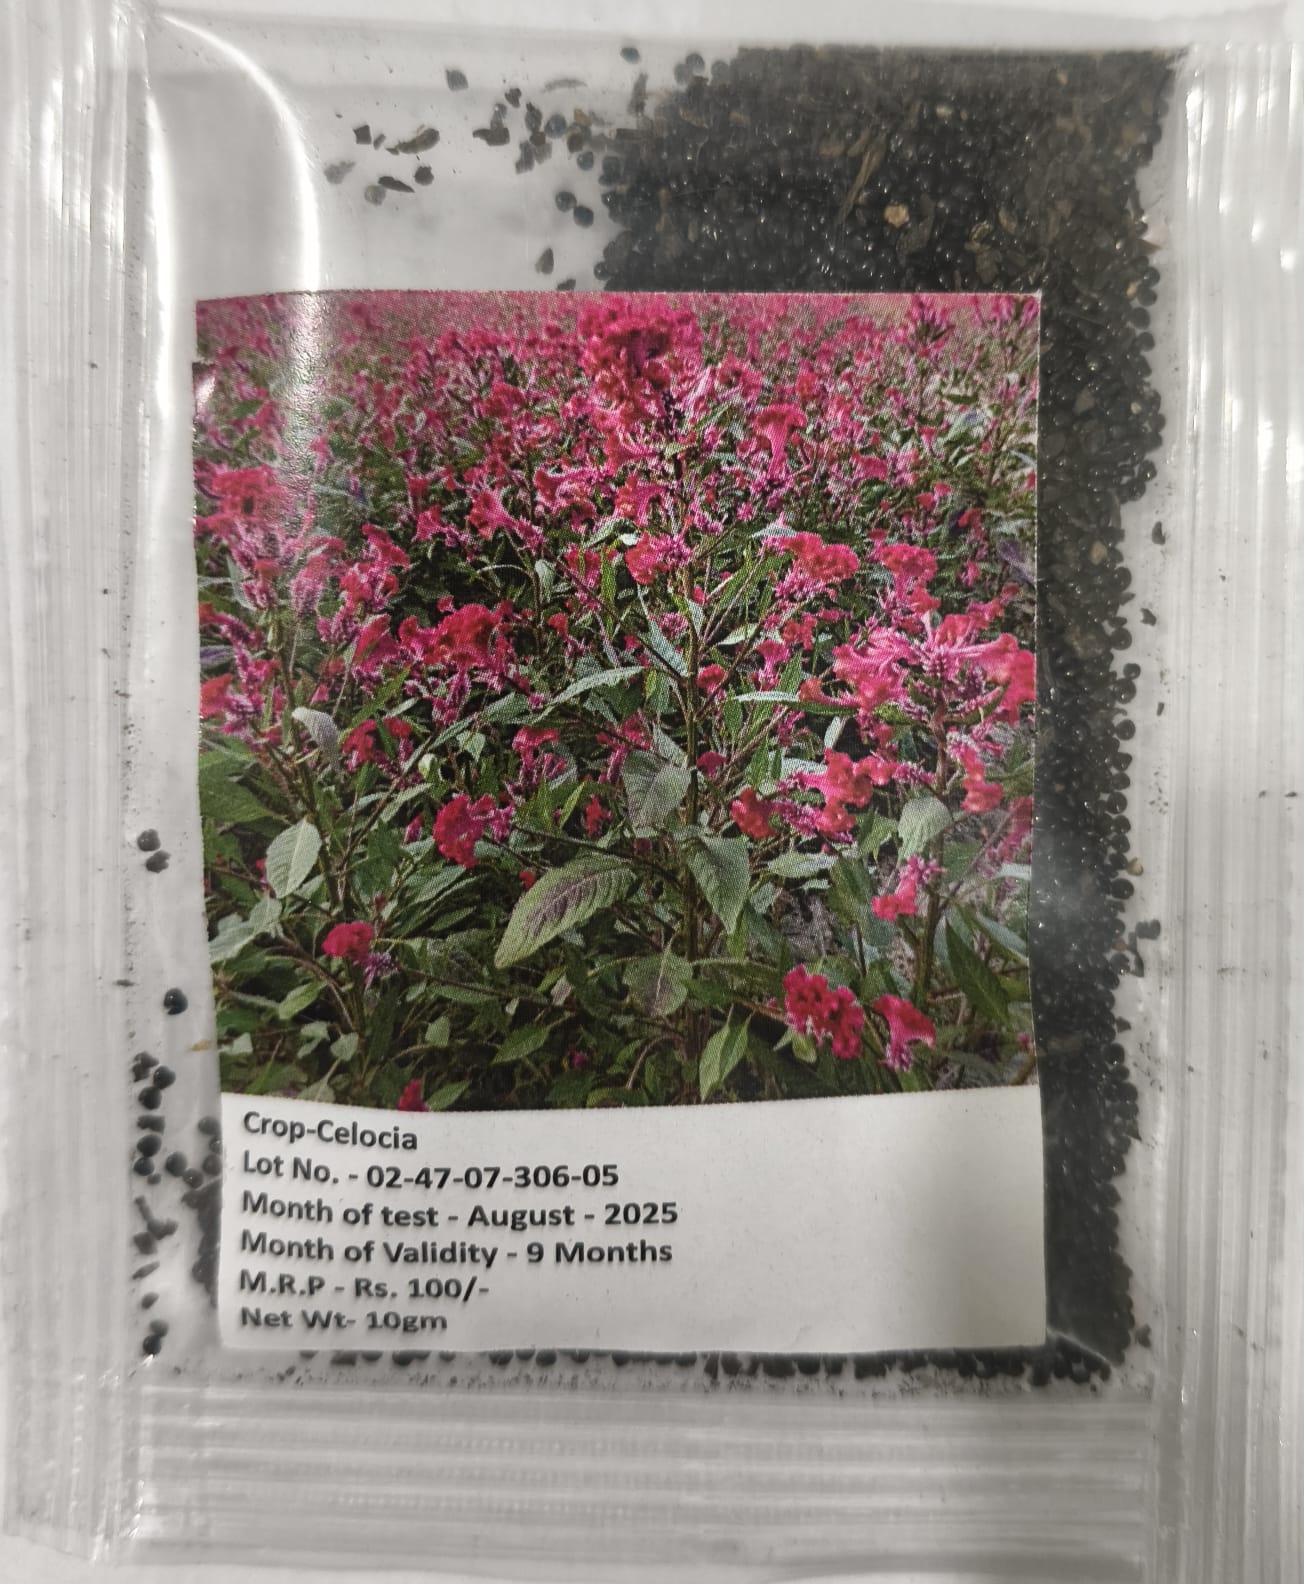 Crop-Celocia
Lot No. - 02-47-07-306-05
Month of test - August - 2025
Month of Validity - 9 Months
M.R.P - Rs. 100/-
Net Wt- 10gm